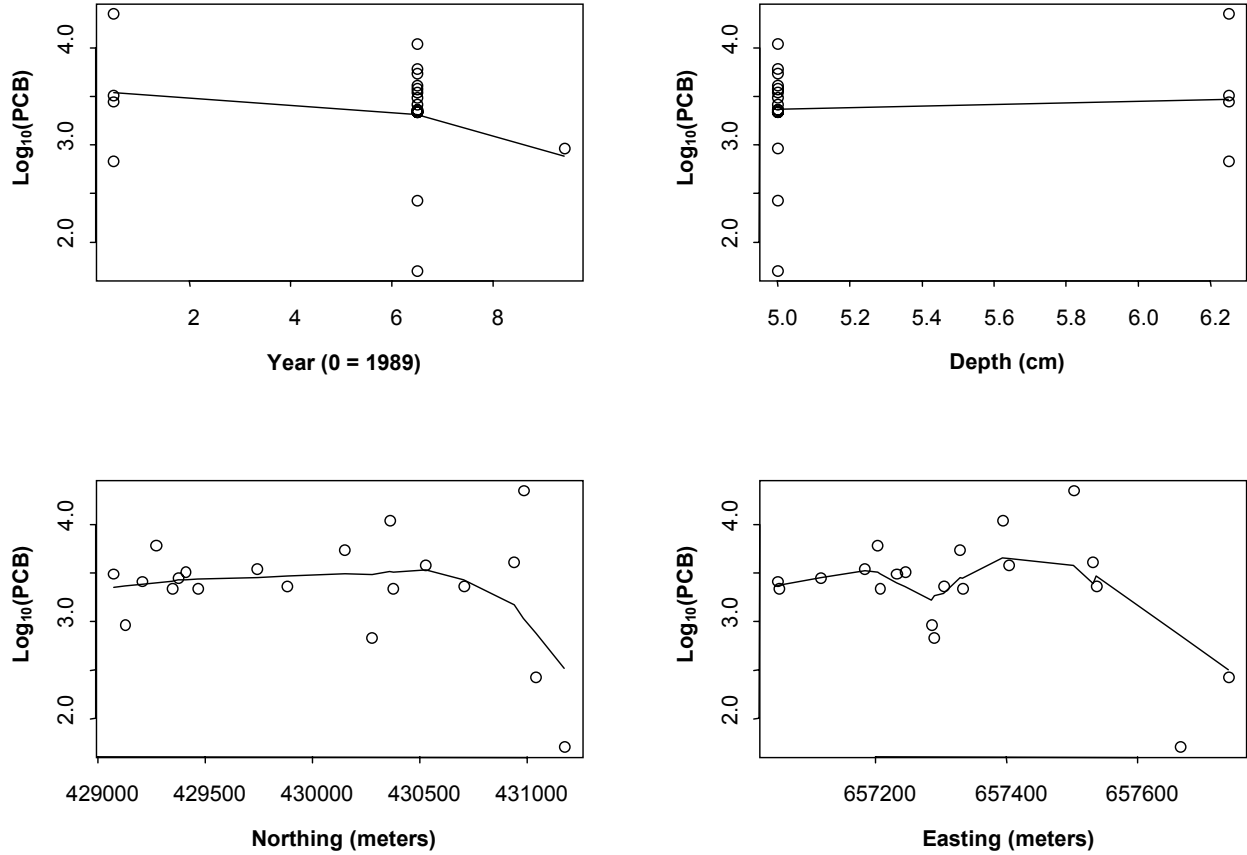 Log₁₀(PCB)
4.0
3.0
2.0
2 4 6 8
Year (0 = 1989)
Log₁₀(PCB)
4.0
3.0
2.0
5.0 5.2 5.4 5.6 5.8 6.0 6.2
Depth (cm)
Log₁₀(PCB)
4.0
3.0
2.0
429000 429500 430000 430500 431000
Northing (meters)
Log₁₀(PCB)
4.0
3.0
2.0
657200 657400 657600
Easting (meters)